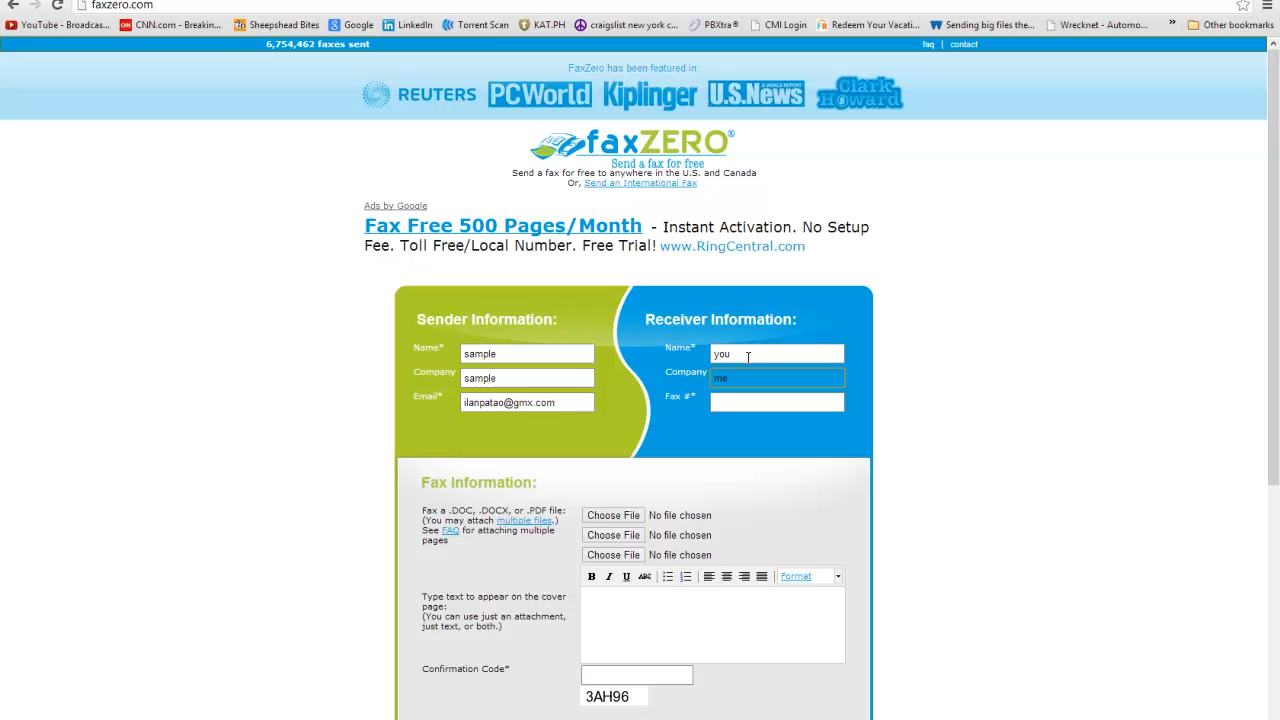 faxzero.com
YouTube - Broadcas...
CNN.com - Breakin...
Sheepshead Bites
Google
LinkedIn
Torrent Scan
KAT.PH
craigslist new york c...
PBXtra®
CMI Login
Redeem Your Vacati...
Sending big files the...
Wrecknet - Automo...
»
Other bookmarks
6,754,462 faxes sent
faq | contact
FaxZero has been featured in:
REUTERS PCWorld Kiplinger U.S.News & WORLD REPORT Clark Howard
faxZERO®
Send a fax for free
Send a fax for free to anywhere in the U.S. and Canada
Or, Send an International Fax
Ads by Google
Fax Free 500 Pages/Month - Instant Activation. No Setup
Fee. Toll Free/Local Number. Free Trial! www.RingCentral.com
Sender Information:
Name* sample
Company sample
Email* ilanpatao@gmx.com
Receiver Information:
Name* you
Company me
Fax #*
Fax Information:
Fax a .DOC, .DOCX, or .PDF file:
(You may attach multiple files.)
See FAQ for attaching multiple
pages
Choose File No file chosen
Choose File No file chosen
Choose File No file chosen
B I U ABC Format
Type text to appear on the cover
page:
(You can use just an attachment,
just text, or both.)
Confirmation Code*
3AH96